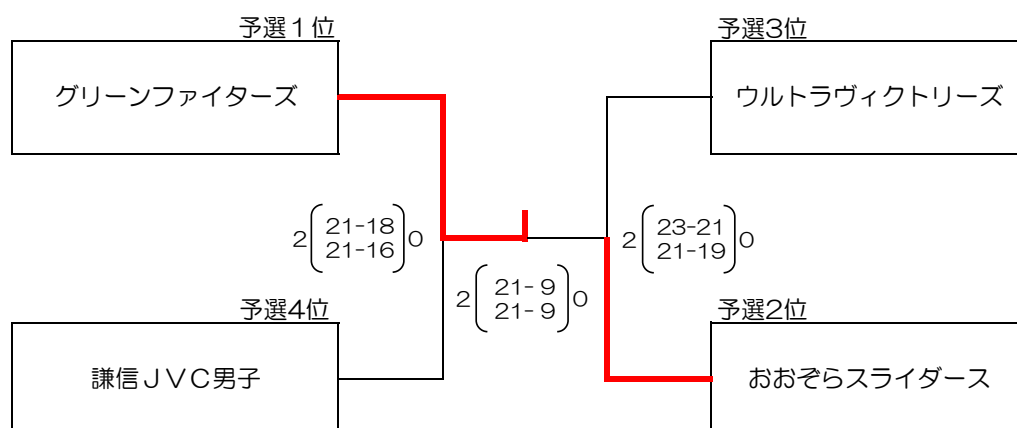 予選１位
予選3位
グリーンファイターズ
ウルトラヴィクトリーズ
2 21-18 0
21-16
2 23-21 0
21-19
2 21- 9 0
21- 9
予選4位
予選2位
謙信ＪＶＣ男子
おおぞらスライダース